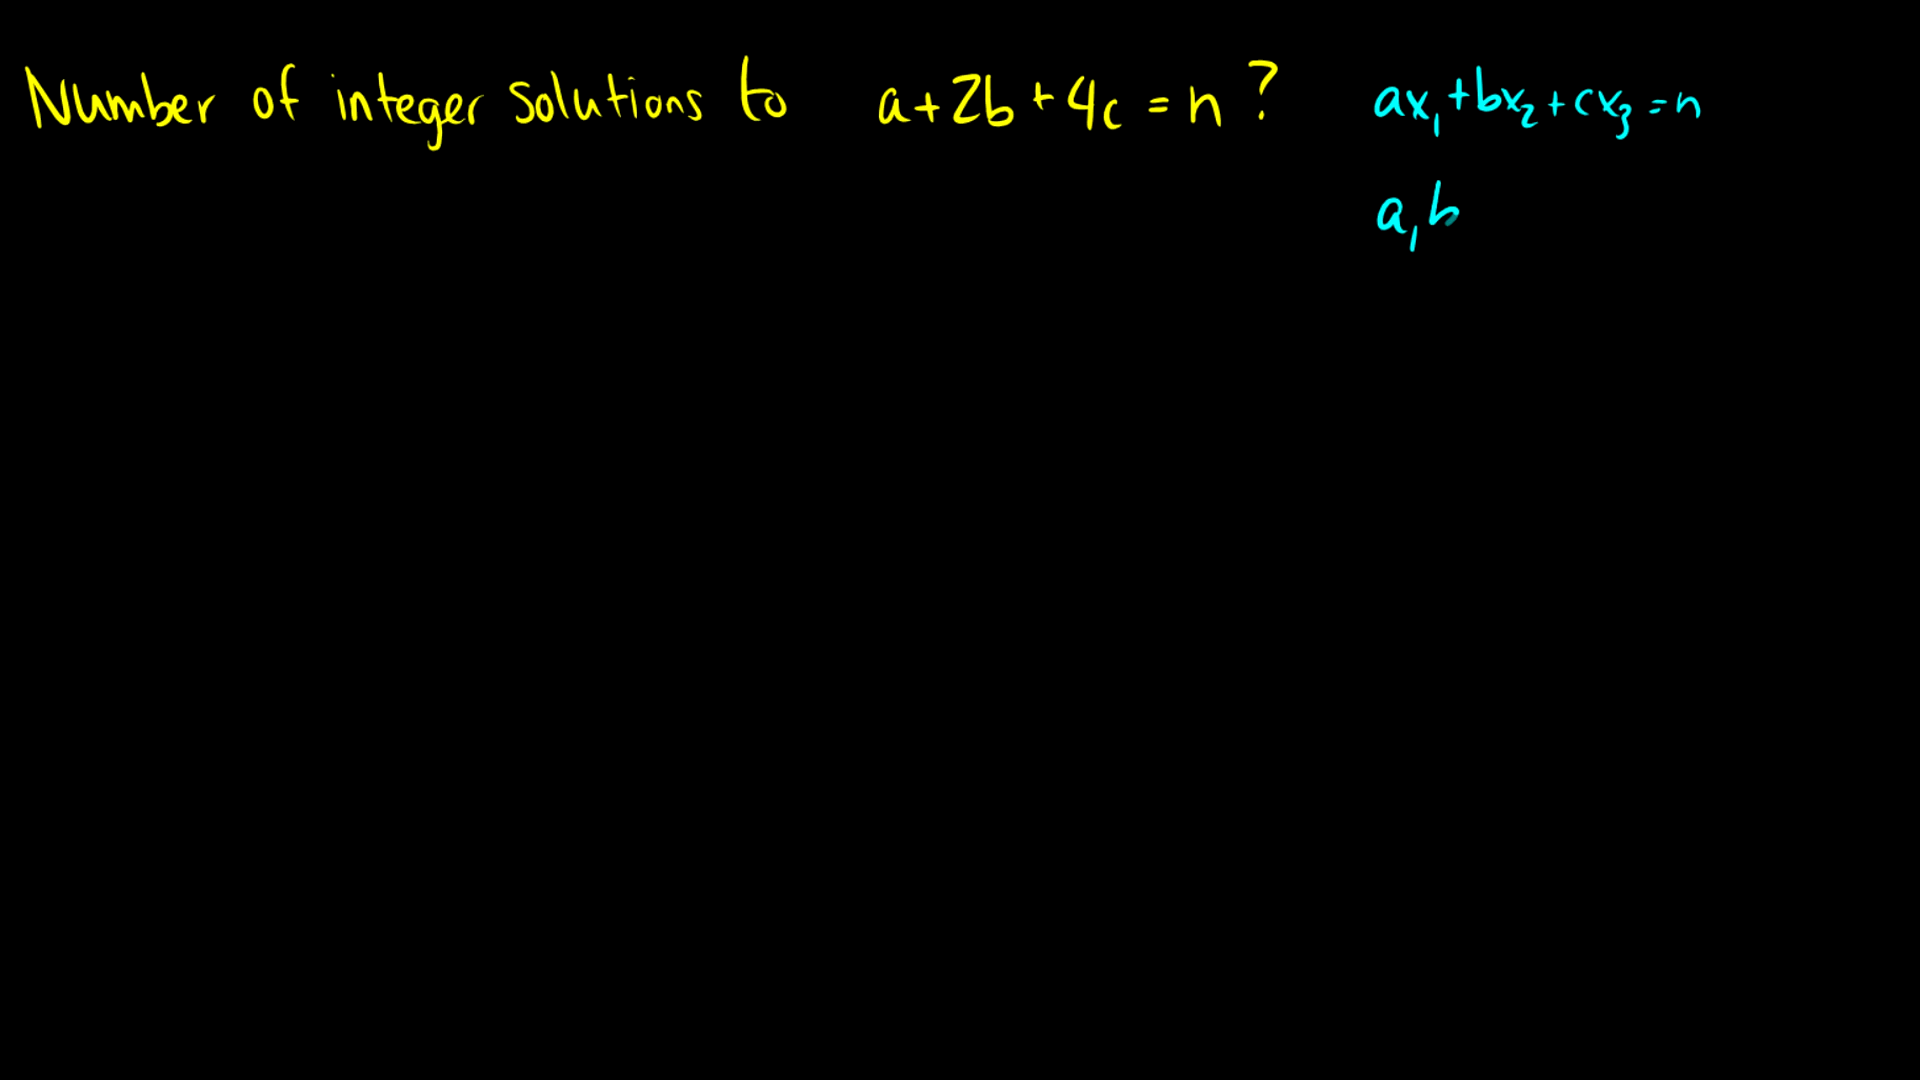 Number of integer solutions to a+2b+4c=n? ax₁+bx₂+cx₃=n
a,b